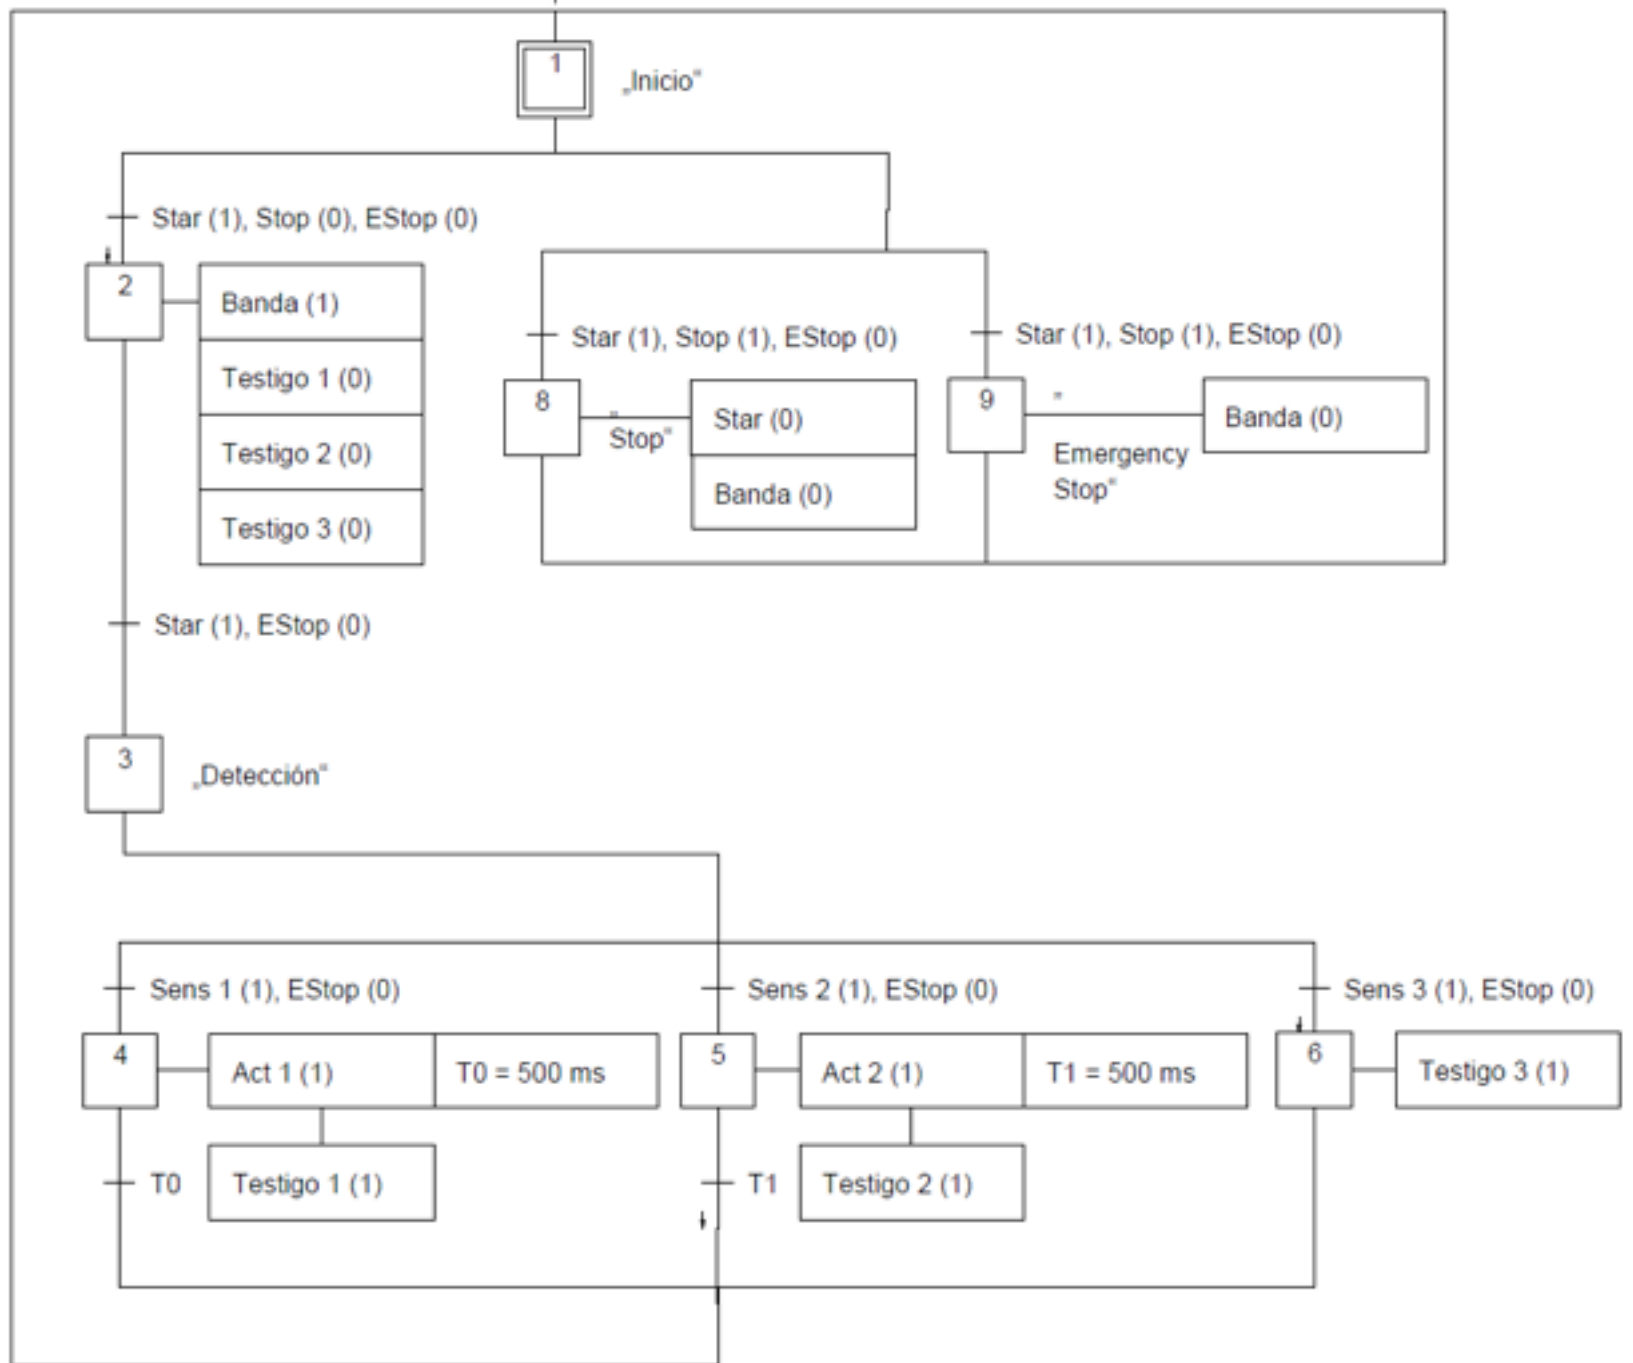 1
„Inicio“
Star (1), Stop (0), EStop (0)
2
Banda (1)
Testigo 1 (0)
Testigo 2 (0)
Testigo 3 (0)
Star (1), Stop (1), EStop (0)
8
„
Stop“
Star (0)
Banda (0)
Star (1), Stop (1), EStop (0)
9
„
Emergency
Stop“
Banda (0)
Star (1), EStop (0)
3
„Detección“
Sens 1 (1), EStop (0)
Sens 2 (1), EStop (0)
Sens 3 (1), EStop (0)
4
Act 1 (1)
T0 = 500 ms
5
Act 2 (1)
T1 = 500 ms
6
Testigo 3 (1)
T0
Testigo 1 (1)
T1
Testigo 2 (1)